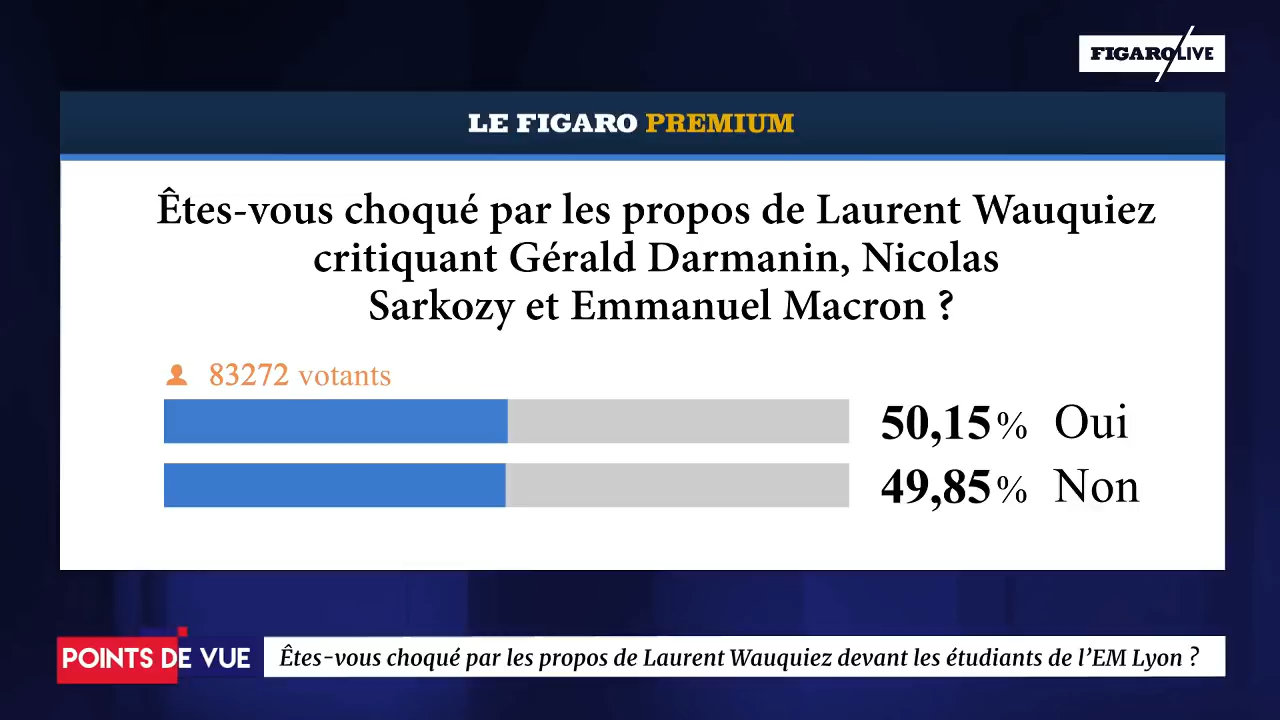 FIGAROLIVE
LE FIGARO PREMIUM
Êtes-vous choqué par les propos de Laurent Wauquiez
critiquant Gérald Darmanin, Nicolas
Sarkozy et Emmanuel Macron ?
83272 votants
50,15% Oui
49,85% Non
POINTS DE VUE
Êtes-vous choqué par les propos de Laurent Wauquiez devant les étudiants de l'EM Lyon ?